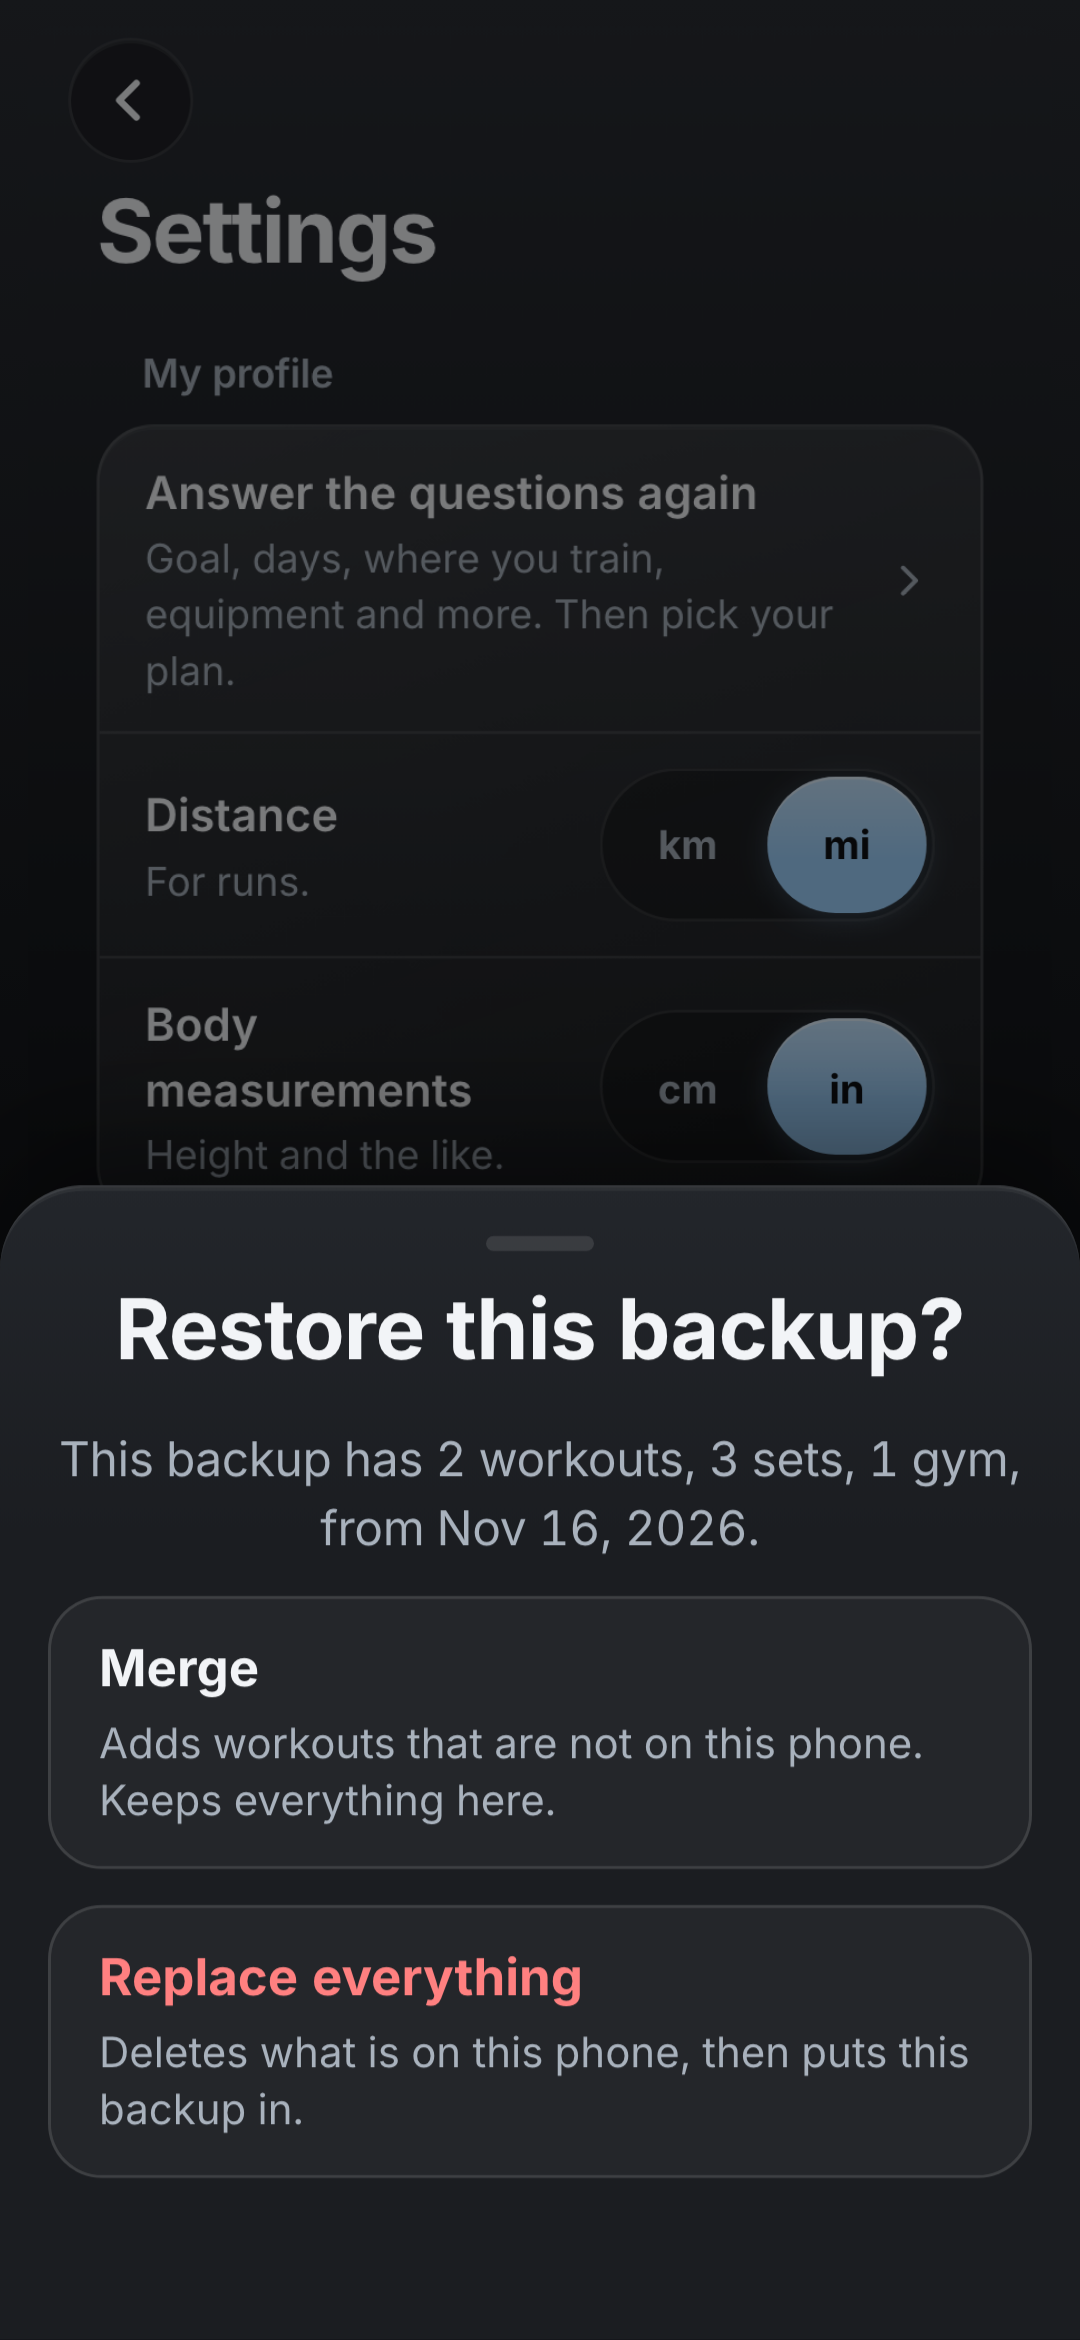 Settings
My profile
Answer the questions again
Goal, days, where you train,
equipment and more. Then pick your
plan.
Distance
For runs.
km
mi
Body
measurements
Height and the like.
cm
in
Restore this backup?
This backup has 2 workouts, 3 sets, 1 gym,
from Nov 16, 2026.
Merge
Adds workouts that are not on this phone.
Keeps everything here.
Replace everything
Deletes what is on this phone, then puts this
backup in.